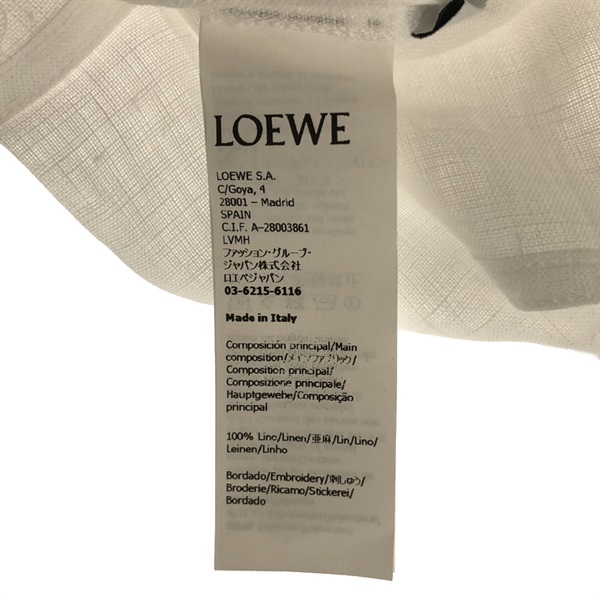 LOEWE
LOEWE S.A.
C/Goya, 4
28001 – Madrid
SPAIN
C.I.F. A-28003861
LVMH
ファッション・グループ・
ジャパン株式会社
ロエベジャパン
03-6215-6116
Made in Italy
Composición principal/Main
composition/メインファブリック/
Composition principal/
Composizione principale/
Hauptgewebe/Composição
principal
100% Lino/Linen/亜麻/Lin/Lino/
Leinen/Linho
Bordado/Embroidery/刺しゅう/
Broderie/Ricamo/Stickerei/
Bordado